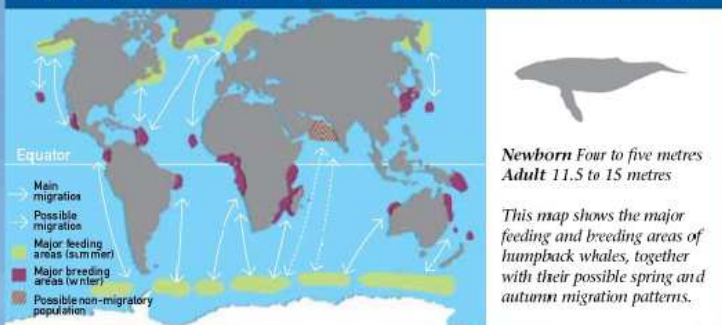 Equator
Main
migration
Possible
migration
Major feeding
areas (summer)
Major breeding
areas (winter)
Possible non-migratory
population
Newborn Four to five metres
Adult 11.5 to 15 metres
This map shows the major
feeding and breeding areas of
humpback whales, together
with their possible spring and
autumn migration patterns.